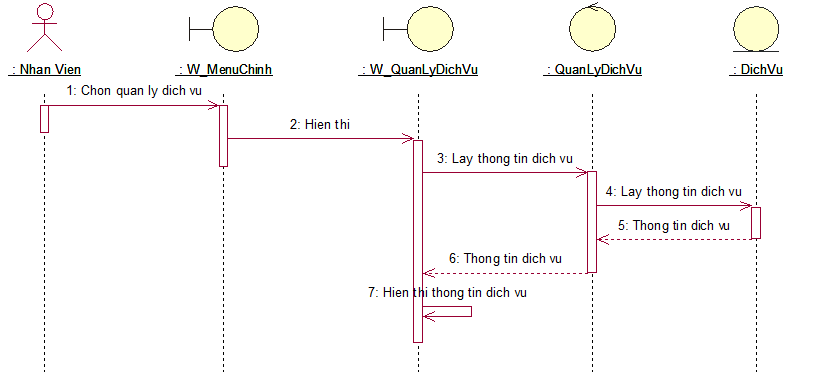 : Nhan Vien
: W_MenuChinh
: W_QuanLyDichVu
: QuanLyDichVu
: DichVu
1: Chon quan ly dich vu
2: Hien thi
3: Lay thong tin dich vu
4: Lay thong tin dich vu
5: Thong tin dich vu
6: Thong tin dich vu
7: Hien thi thong tin dich vu